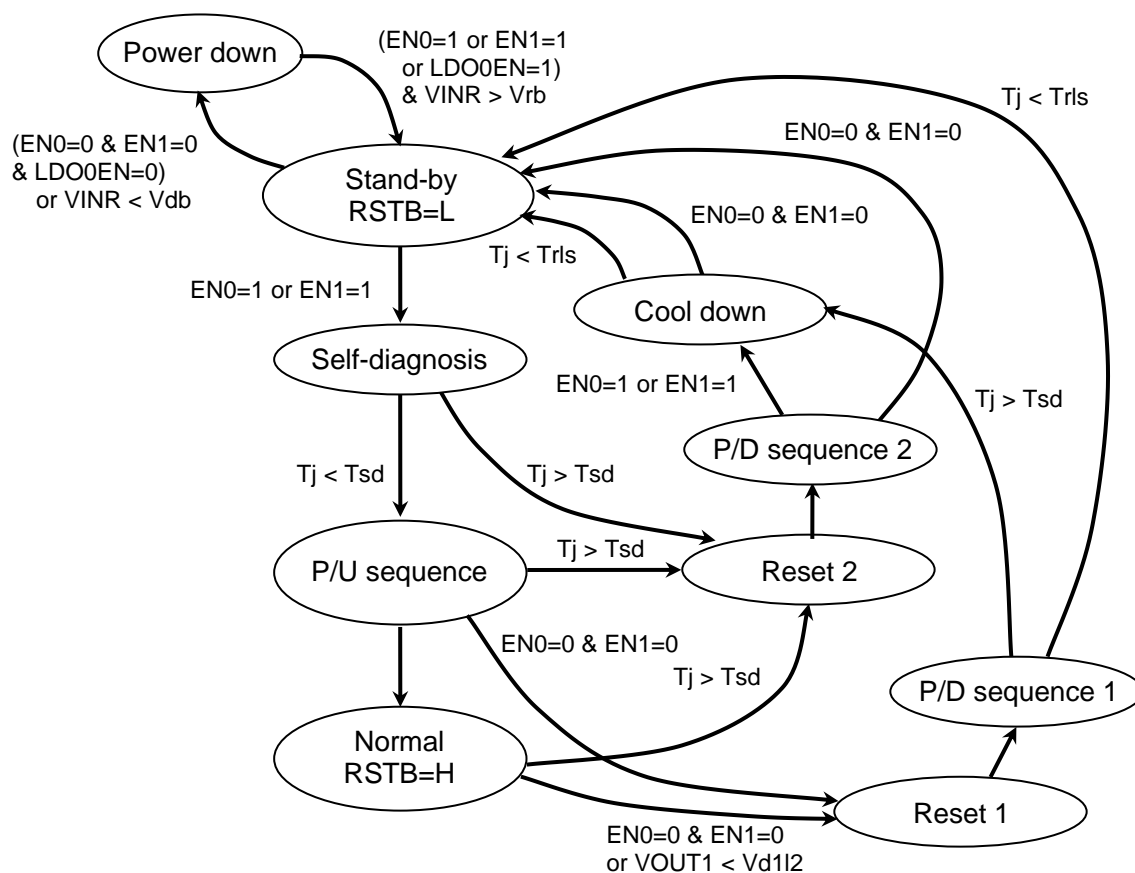 Power down
(EN0=1 or EN1=1
or LDO0EN=1)
& VINR > Vrb
Tj < Trls
EN0=0 & EN1=0
(EN0=0 & EN1=0
& LDO0EN=0)
or VINR < Vdb
Stand-by
RSTB=L
EN0=0 & EN1=0
Tj < Trls
EN0=1 or EN1=1
Cool down
Self-diagnosis
EN0=1 or EN1=1
Tj > Tsd
P/D sequence 2
Tj < Tsd
Tj > Tsd
P/U sequence
Tj > Tsd
Reset 2
EN0=0 & EN1=0
Tj > Tsd
P/D sequence 1
Normal
RSTB=H
Reset 1
EN0=0 & EN1=0
or VOUT1 < Vd1l2